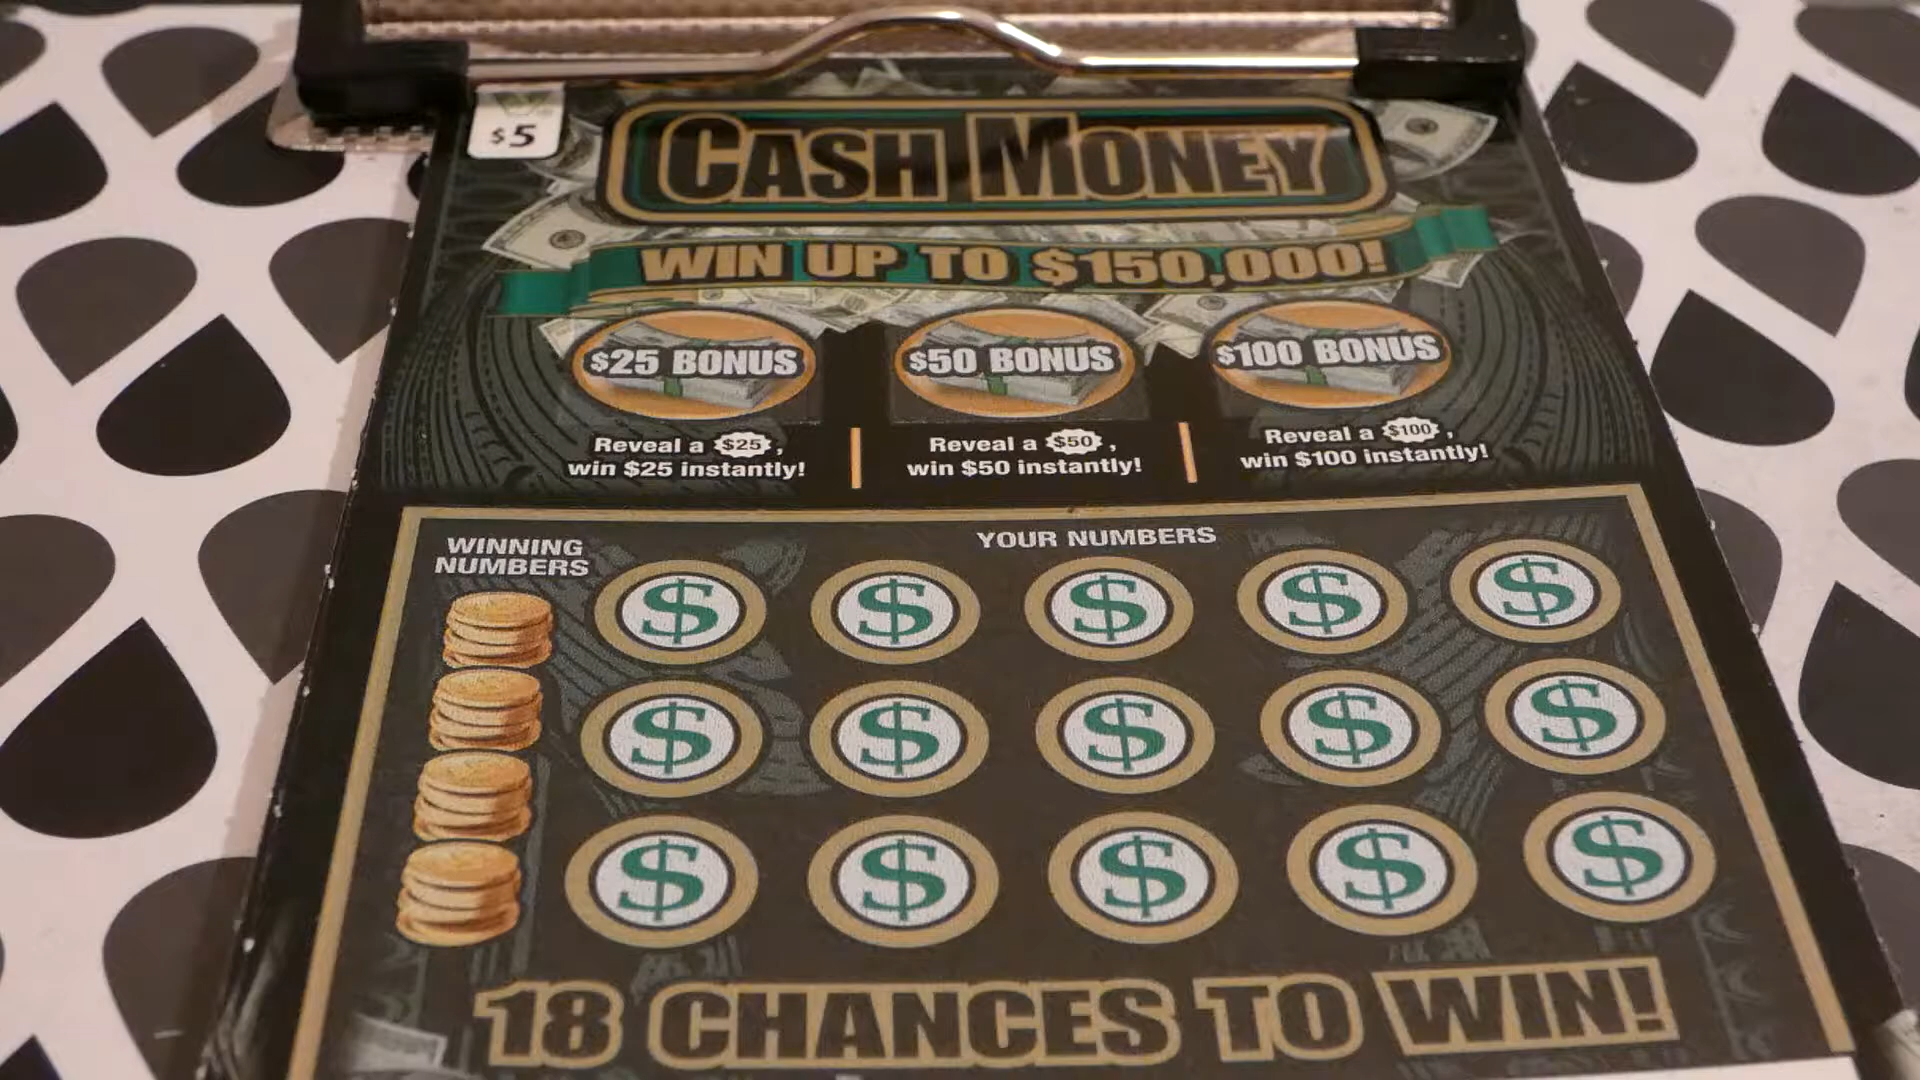 $5
CASH MONEY
WIN UP TO $150,000!
$25 BONUS
$50 BONUS
$100 BONUS
Reveal a $25,
win $25 instantly!
Reveal a $50,
win $50 instantly!
Reveal a $100,
win $100 instantly!
WINNING
NUMBERS
YOUR NUMBERS
$ $ $ $ $
$ $ $ $ $
$ $ $ $ $
18 CHANCES TO WIN!